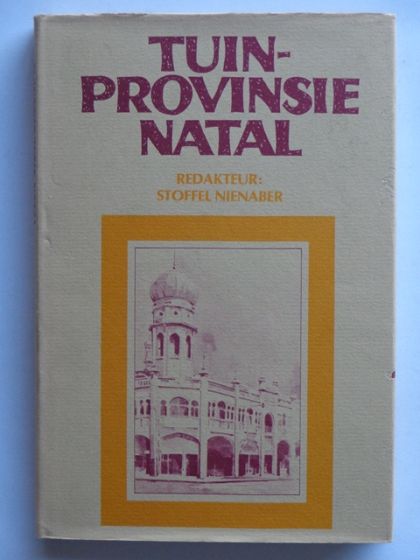 TUIN-
PROVINSIE
NATAL
REDAKTEUR:
STOFFEL NIENABER